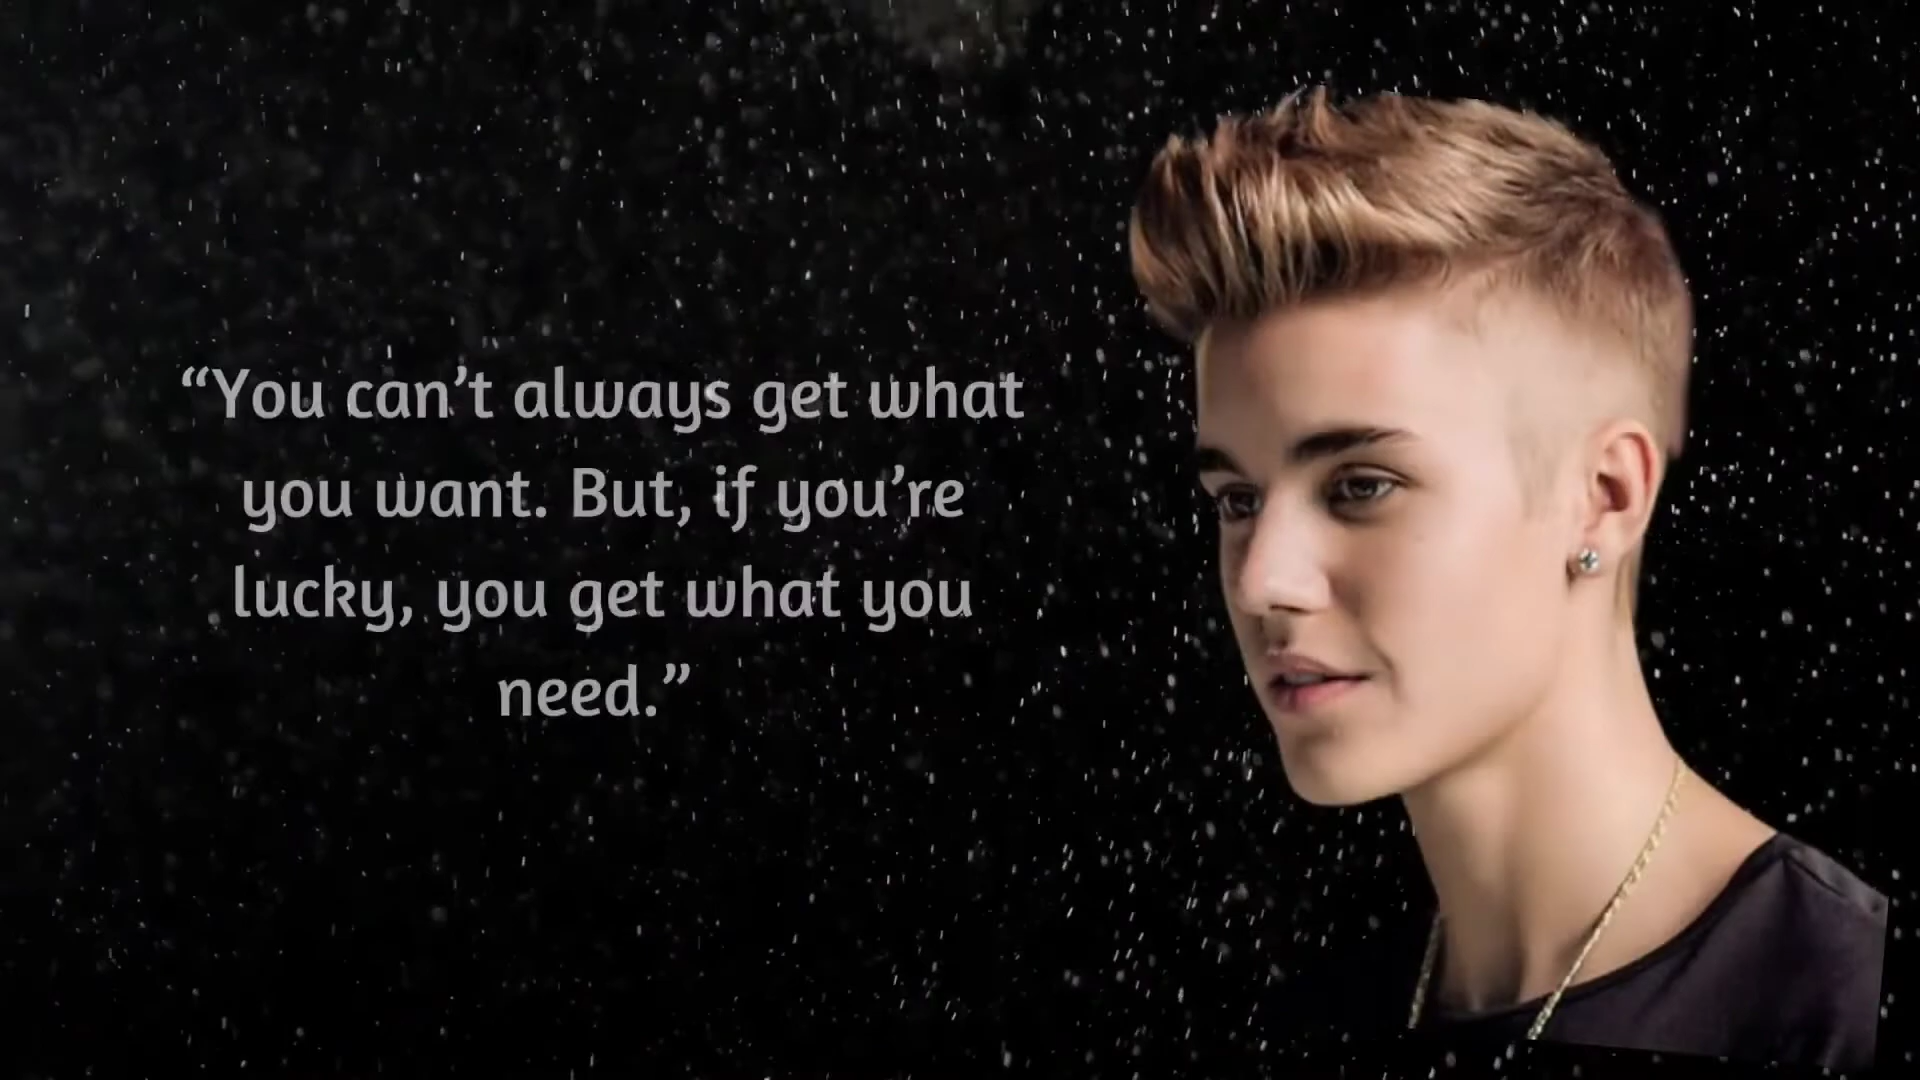 “You can’t always get what
you want. But, if you’re
lucky, you get what you
need.”